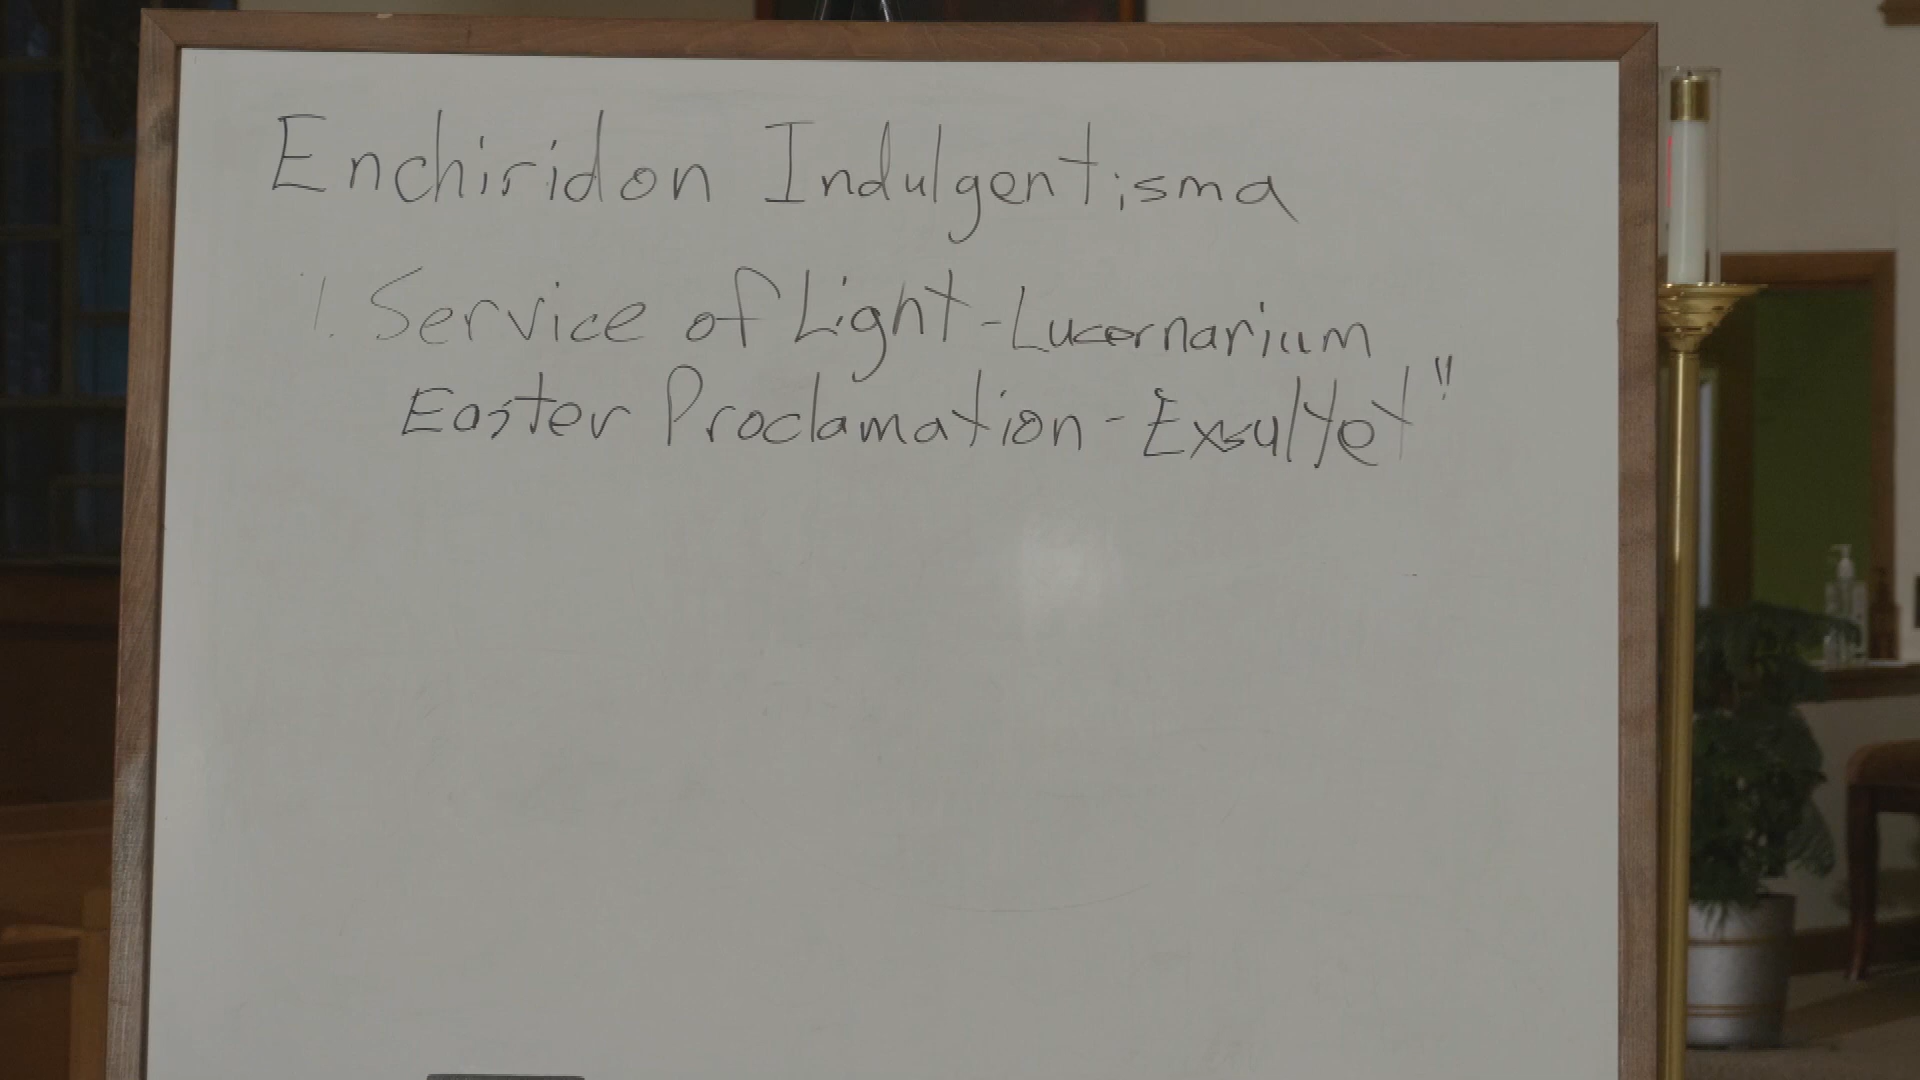 Enchiridon Indulgentisma
1. Service of Light - Lucernarium
Easter Proclamation - Exsultet"